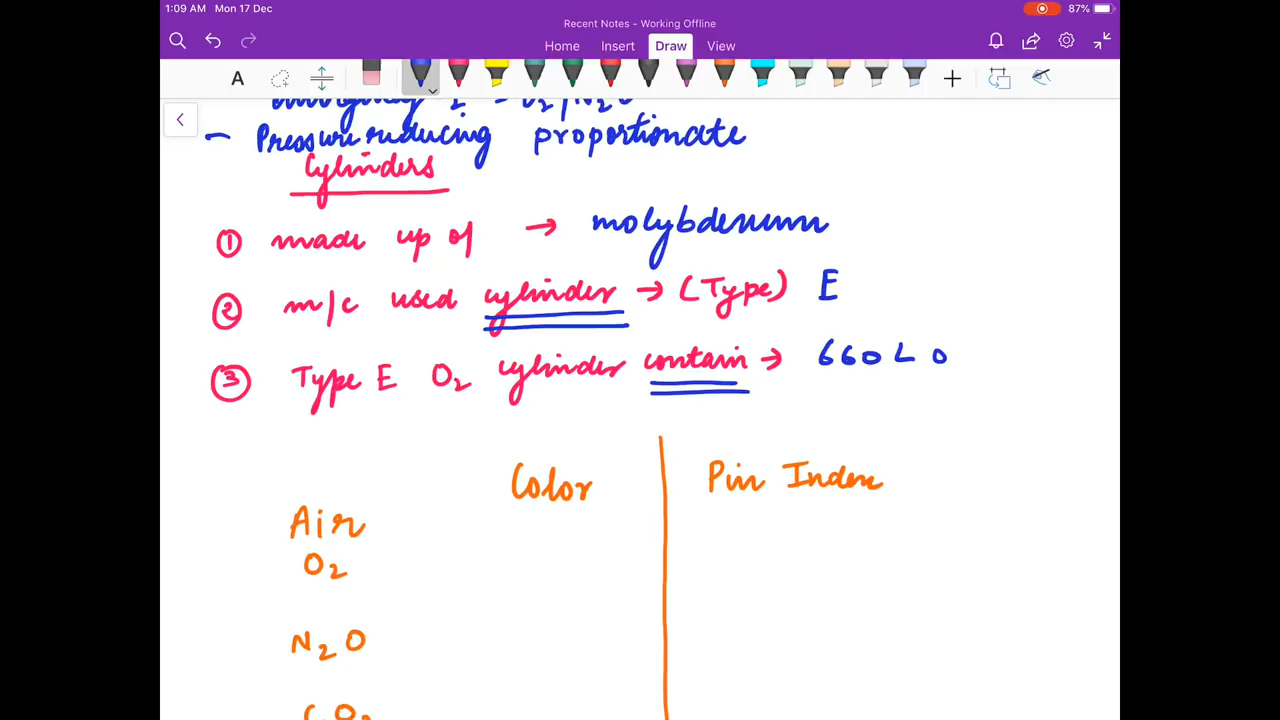 1:09 AM Mon 17 Dec
87%
Recent Notes - Working Offline
Home Insert Draw View
A
- Pressure reducing proportionate
Cylinders
① made up of → molybdenum
② m/c used cylinder → (Type) E
③ Type E O2 cylinder contain → 660 L O
Color Pin Index
Air
O2
N2O
CO2